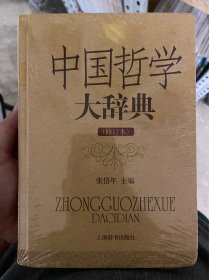 中国哲学
大辞典
(修订本)
张岱年 主编
ZHONGGUOZHEXUE
DACIDIAN
上海辞书出版社